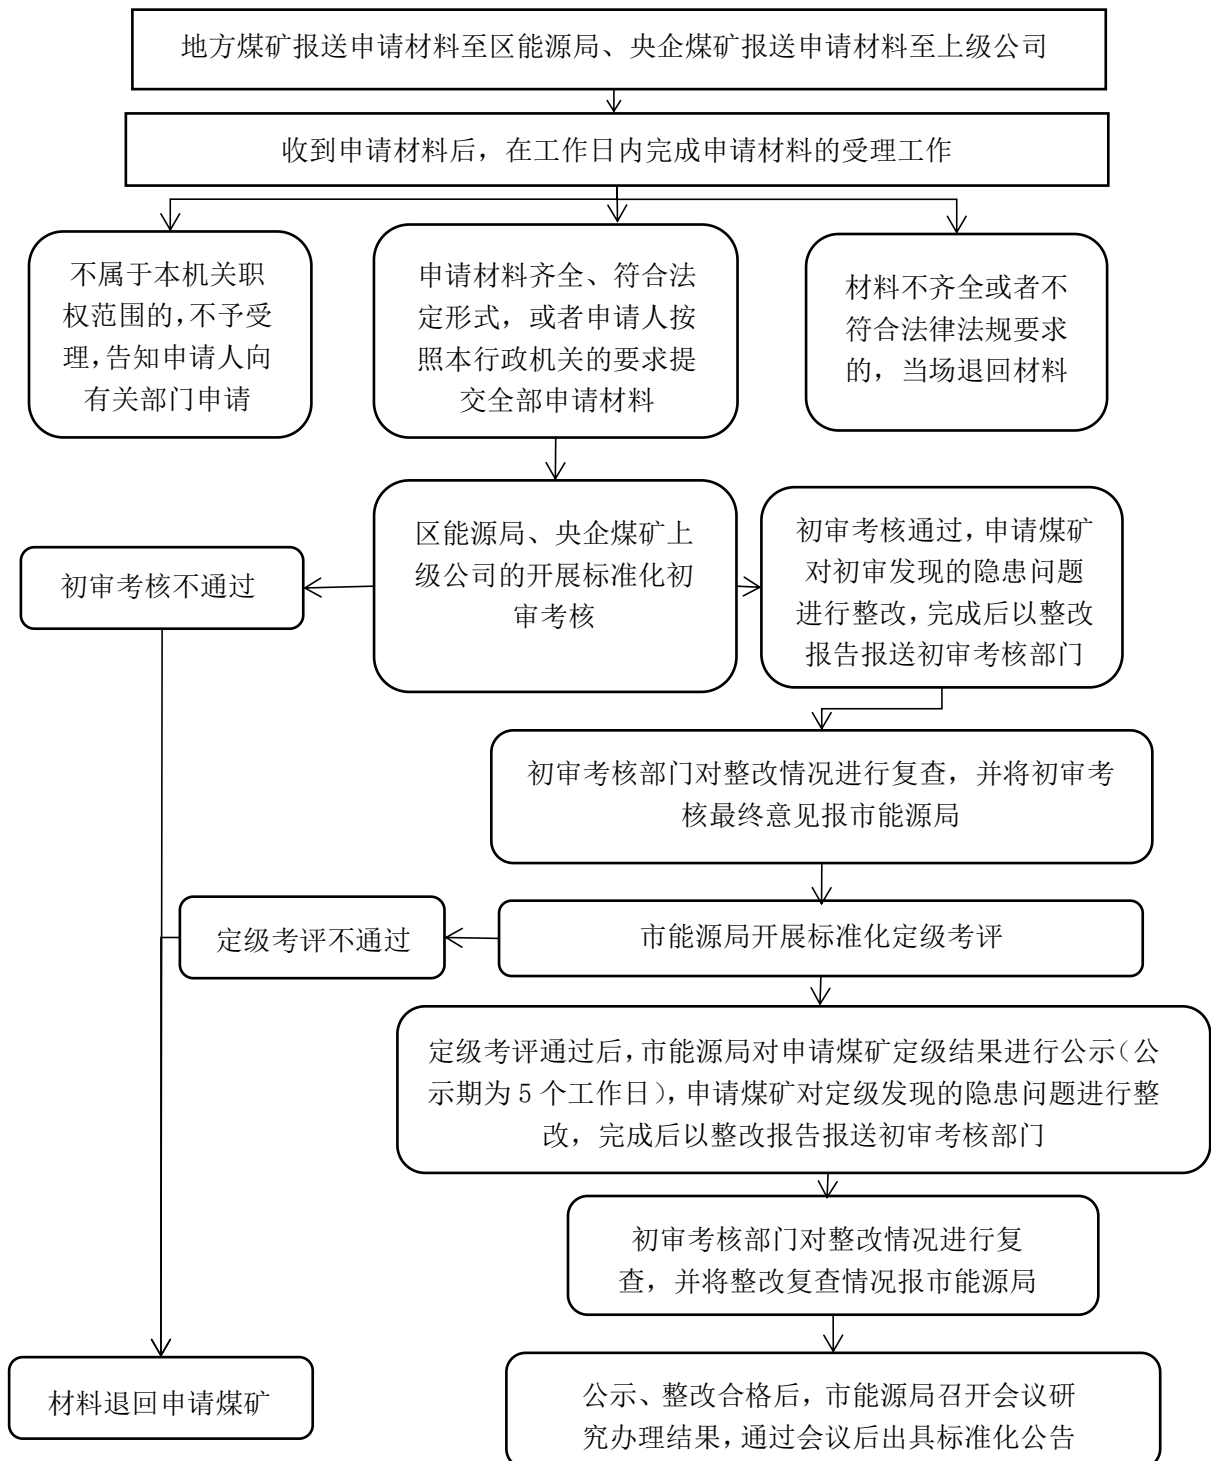 地方煤矿报送申请材料至区能源局、央企煤矿报送申请材料至上级公司
收到申请材料后，在工作日内完成申请材料的受理工作
不属于本机关职
权范围的，不予受
理，告知申请人向
有关部门申请
申请材料齐全、符合法
定形式，或者申请人按
照本行政机关的要求提
交全部申请材料
材料不齐全或者不
符合法律法规要求
的，当场退回材料
区能源局、央企煤矿上
级公司的开展标准化初
审考核
初审考核不通过
初审考核通过，申请煤矿
对初审发现的隐患问题
进行整改，完成后以整改
报告报送初审考核部门
初审考核部门对整改情况进行复查，并将初审考
核最终意见报市能源局
定级考评不通过
市能源局开展标准化定级考评
定级考评通过后，市能源局对申请煤矿定级结果进行公示（公
示期为5个工作日），申请煤矿对定级发现的隐患问题进行整
改，完成后以整改报告报送初审考核部门
初审考核部门对整改情况进行复
查，并将整改复查情况报市能源局
材料退回申请煤矿
公示、整改合格后，市能源局召开会议研
究办理结果，通过会议后出具标准化公告